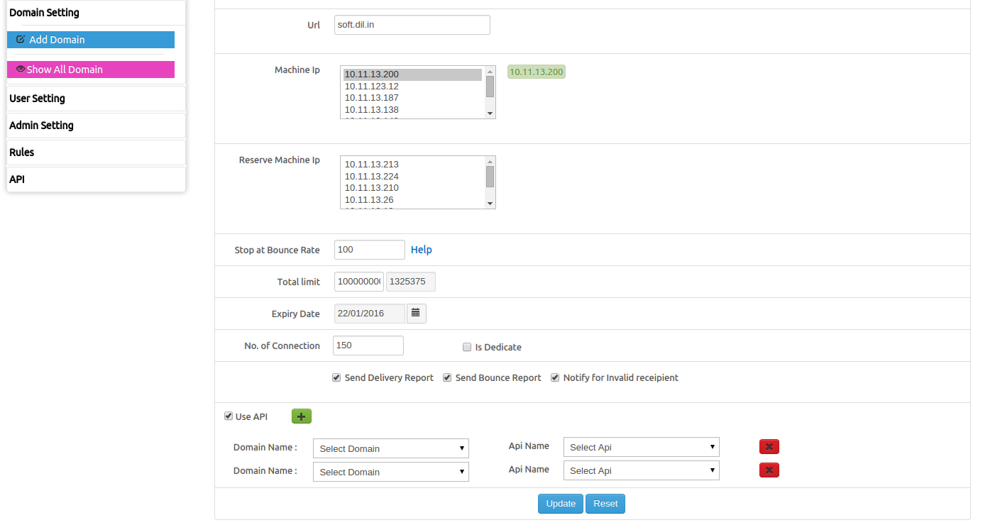 Domain Setting
Add Domain
Show All Domain
User Setting
Admin Setting
Rules
API
Url soft.dil.in
Machine Ip 10.11.13.200 10.11.13.200
10.11.123.12
10.11.13.187
10.11.13.138
Reserve Machine Ip 10.11.13.213
10.11.13.224
10.11.13.210
10.11.13.26
Stop at Bounce Rate 100 Help
Total limit 100000000 1325375
Expiry Date 22/01/2016
No. of Connection 150 Is Dedicate
Send Delivery Report Send Bounce Report Notify for Invalid receipient
Use API
Domain Name : Select Domain Api Name Select Api
Domain Name : Select Domain Api Name Select Api
Update Reset